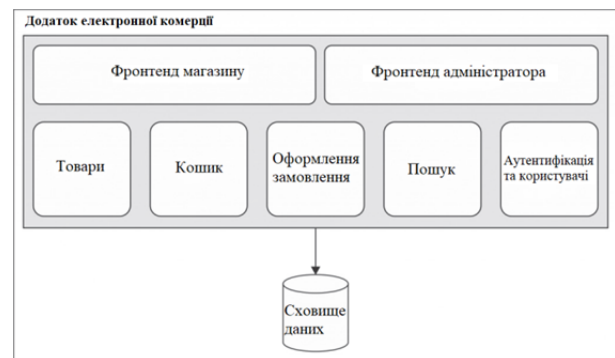 Додаток електронної комерції
Фронтенд магазину
Фронтенд адміністратора
Товари
Кошик
Оформлення
замовлення
Пошук
Аутентифікація
та користувачі
Сховище
даних